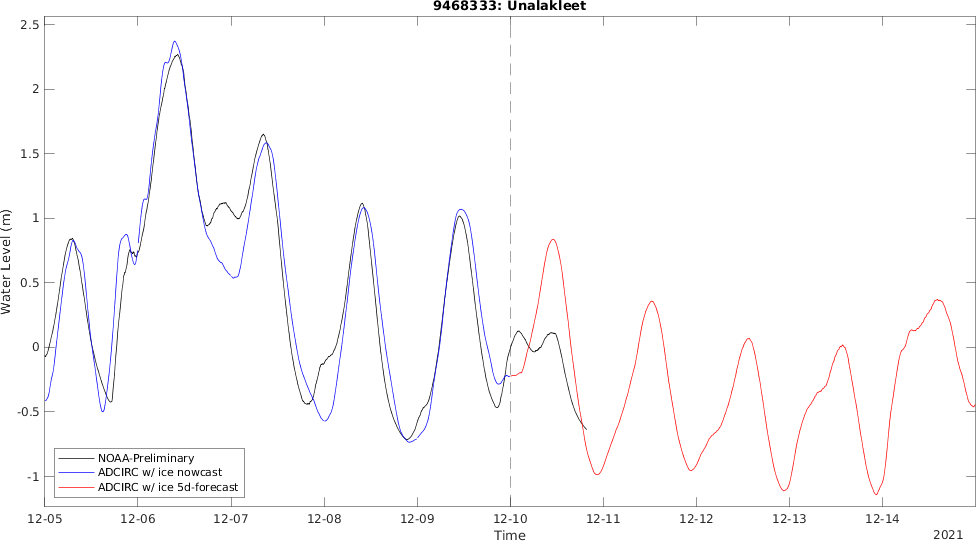 9468333: Unalakleet
2.5
2
1.5
1
0.5
0
-0.5
-1
Water Level (m)
NOAA-Preliminary
ADCIRC w/ ice nowcast
ADCIRC w/ ice 5d-forecast
12-05 12-06 12-07 12-08 12-09 12-10 12-11 12-12 12-13 12-14
Time
2021